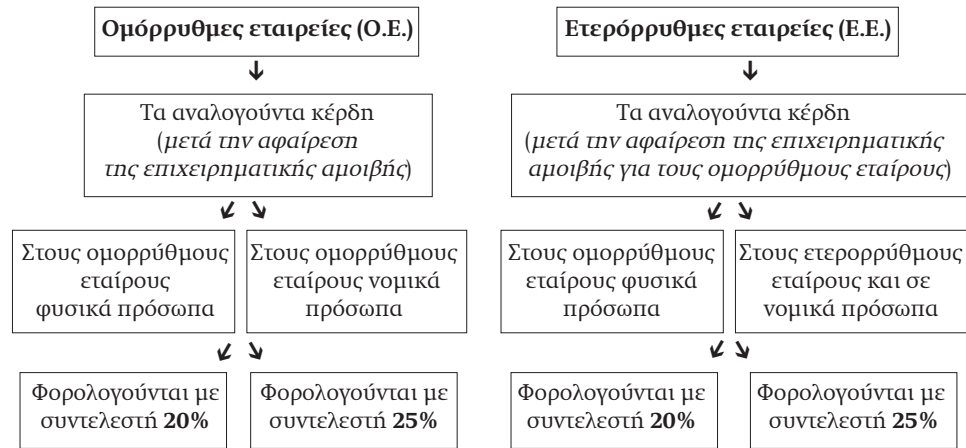 Ομόρρυθμες εταιρείες (Ο.Ε.)
Τα αναλογούντα κέρδη
(μετά την αφαίρεση
της επιχειρηματικής αμοιβής)
Στους ομορρύθμους
εταίρους
φυσικά πρόσωπα
Στους ομορρύθμους
εταίρους νομικά
πρόσωπα
Φορολογούνται με
συντελεστή 20%
Φορολογούνται με
συντελεστή 25%
Ετερόρρυθμες εταιρείες (Ε.Ε.)
Τα αναλογούντα κέρδη
(μετά την αφαίρεση της επιχειρηματικής
αμοιβής για τους ομορρύθμους εταίρους)
Στους ομορρύθμους
εταίρους φυσικά
πρόσωπα
Στους ετερορρύθμους
εταίρους και σε
νομικά πρόσωπα
Φορολογούνται με
συντελεστή 20%
Φορολογούνται με
συντελεστή 25%